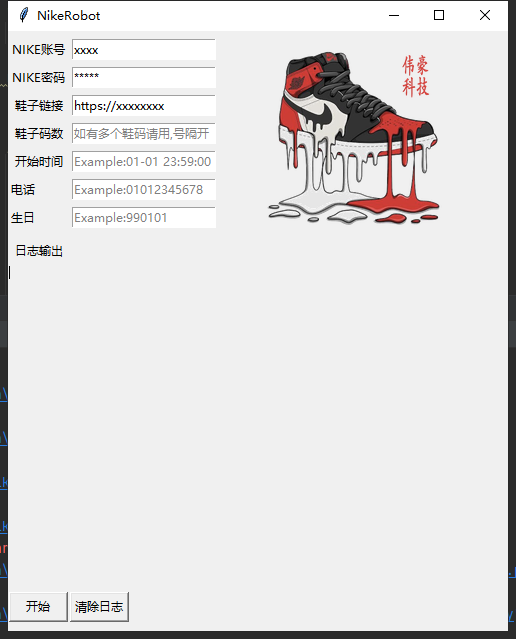 NikeRobot
NIKE账号 xxxx
NIKE密码 *****
鞋子链接 https://xxxxxxxx
鞋子码数 如有多个鞋码请用,号隔开
开始时间 Example:01-01 23:59:00
电话 Example:01012345678
生日 Example:990101
伟豪
科技
日志输出
开始 清除日志